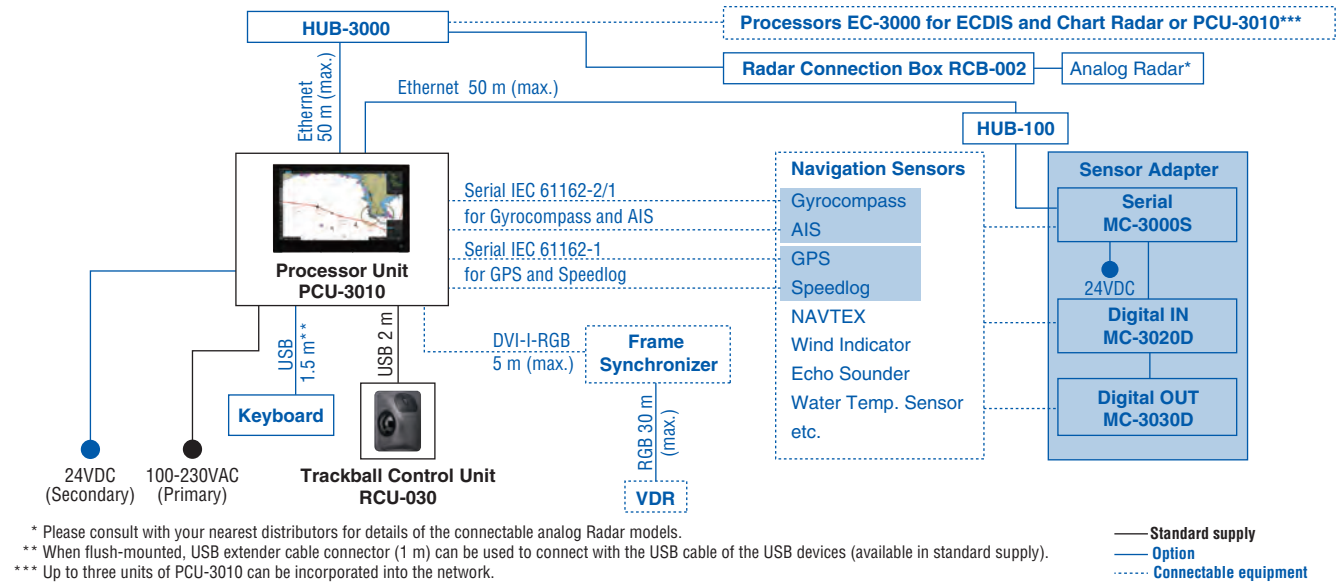 HUB-3000
Processors EC-3000 for ECDIS and Chart Radar or PCU-3010***
Radar Connection Box RCB-002
Analog Radar*
Ethernet
50 m (max.)
Ethernet 50 m (max.)
HUB-100
Processor Unit
PCU-3010
Serial IEC 61162-2/1
for Gyrocompass and AIS
Serial IEC 61162-1
for GPS and Speedlog
Navigation Sensors
Gyrocompass
AIS
GPS
Speedlog
NAVTEX
Wind Indicator
Echo Sounder
Water Temp. Sensor
etc.
Sensor Adapter
Serial
MC-3000S
24VDC
Digital IN
MC-3020D
Digital OUT
MC-3030D
USB
1.5 m**
USB 2 m
DVI-I-RGB
5 m (max.)
Frame
Synchronizer
RGB 30 m
(max.)
VDR
Keyboard
Trackball Control Unit
RCU-030
24VDC
(Secondary)
100-230VAC
(Primary)
* Please consult with your nearest distributors for details of the connectable analog Radar models.
** When flush-mounted, USB extender cable connector (1 m) can be used to connect with the USB cable of the USB devices (available in standard supply).
*** Up to three units of PCU-3010 can be incorporated into the network.
Standard supply
Option
Connectable equipment